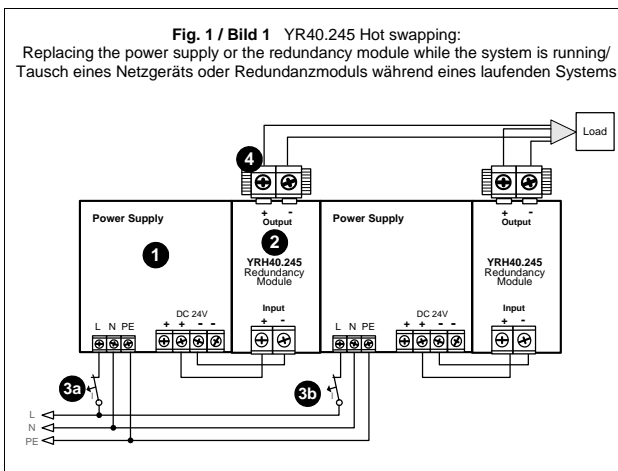 Fig. 1 / Bild 1 YR40.245 Hot swapping:
Replacing the power supply or the redundancy module while the system is running/
Tausch eines Netzgeräts oder Redundanzmoduls während eines laufenden Systems
Load
4
+ -
Output
+ -
Output
Power Supply
1
2
YRH40.245
Redundancy
Module
Power Supply
YRH40.245
Redundancy
Module
Input
+ -
Input
+ -
DC 24V
+ + - -
L N PE
DC 24V
+ + - -
L N PE
3a
3b
L
N
PE